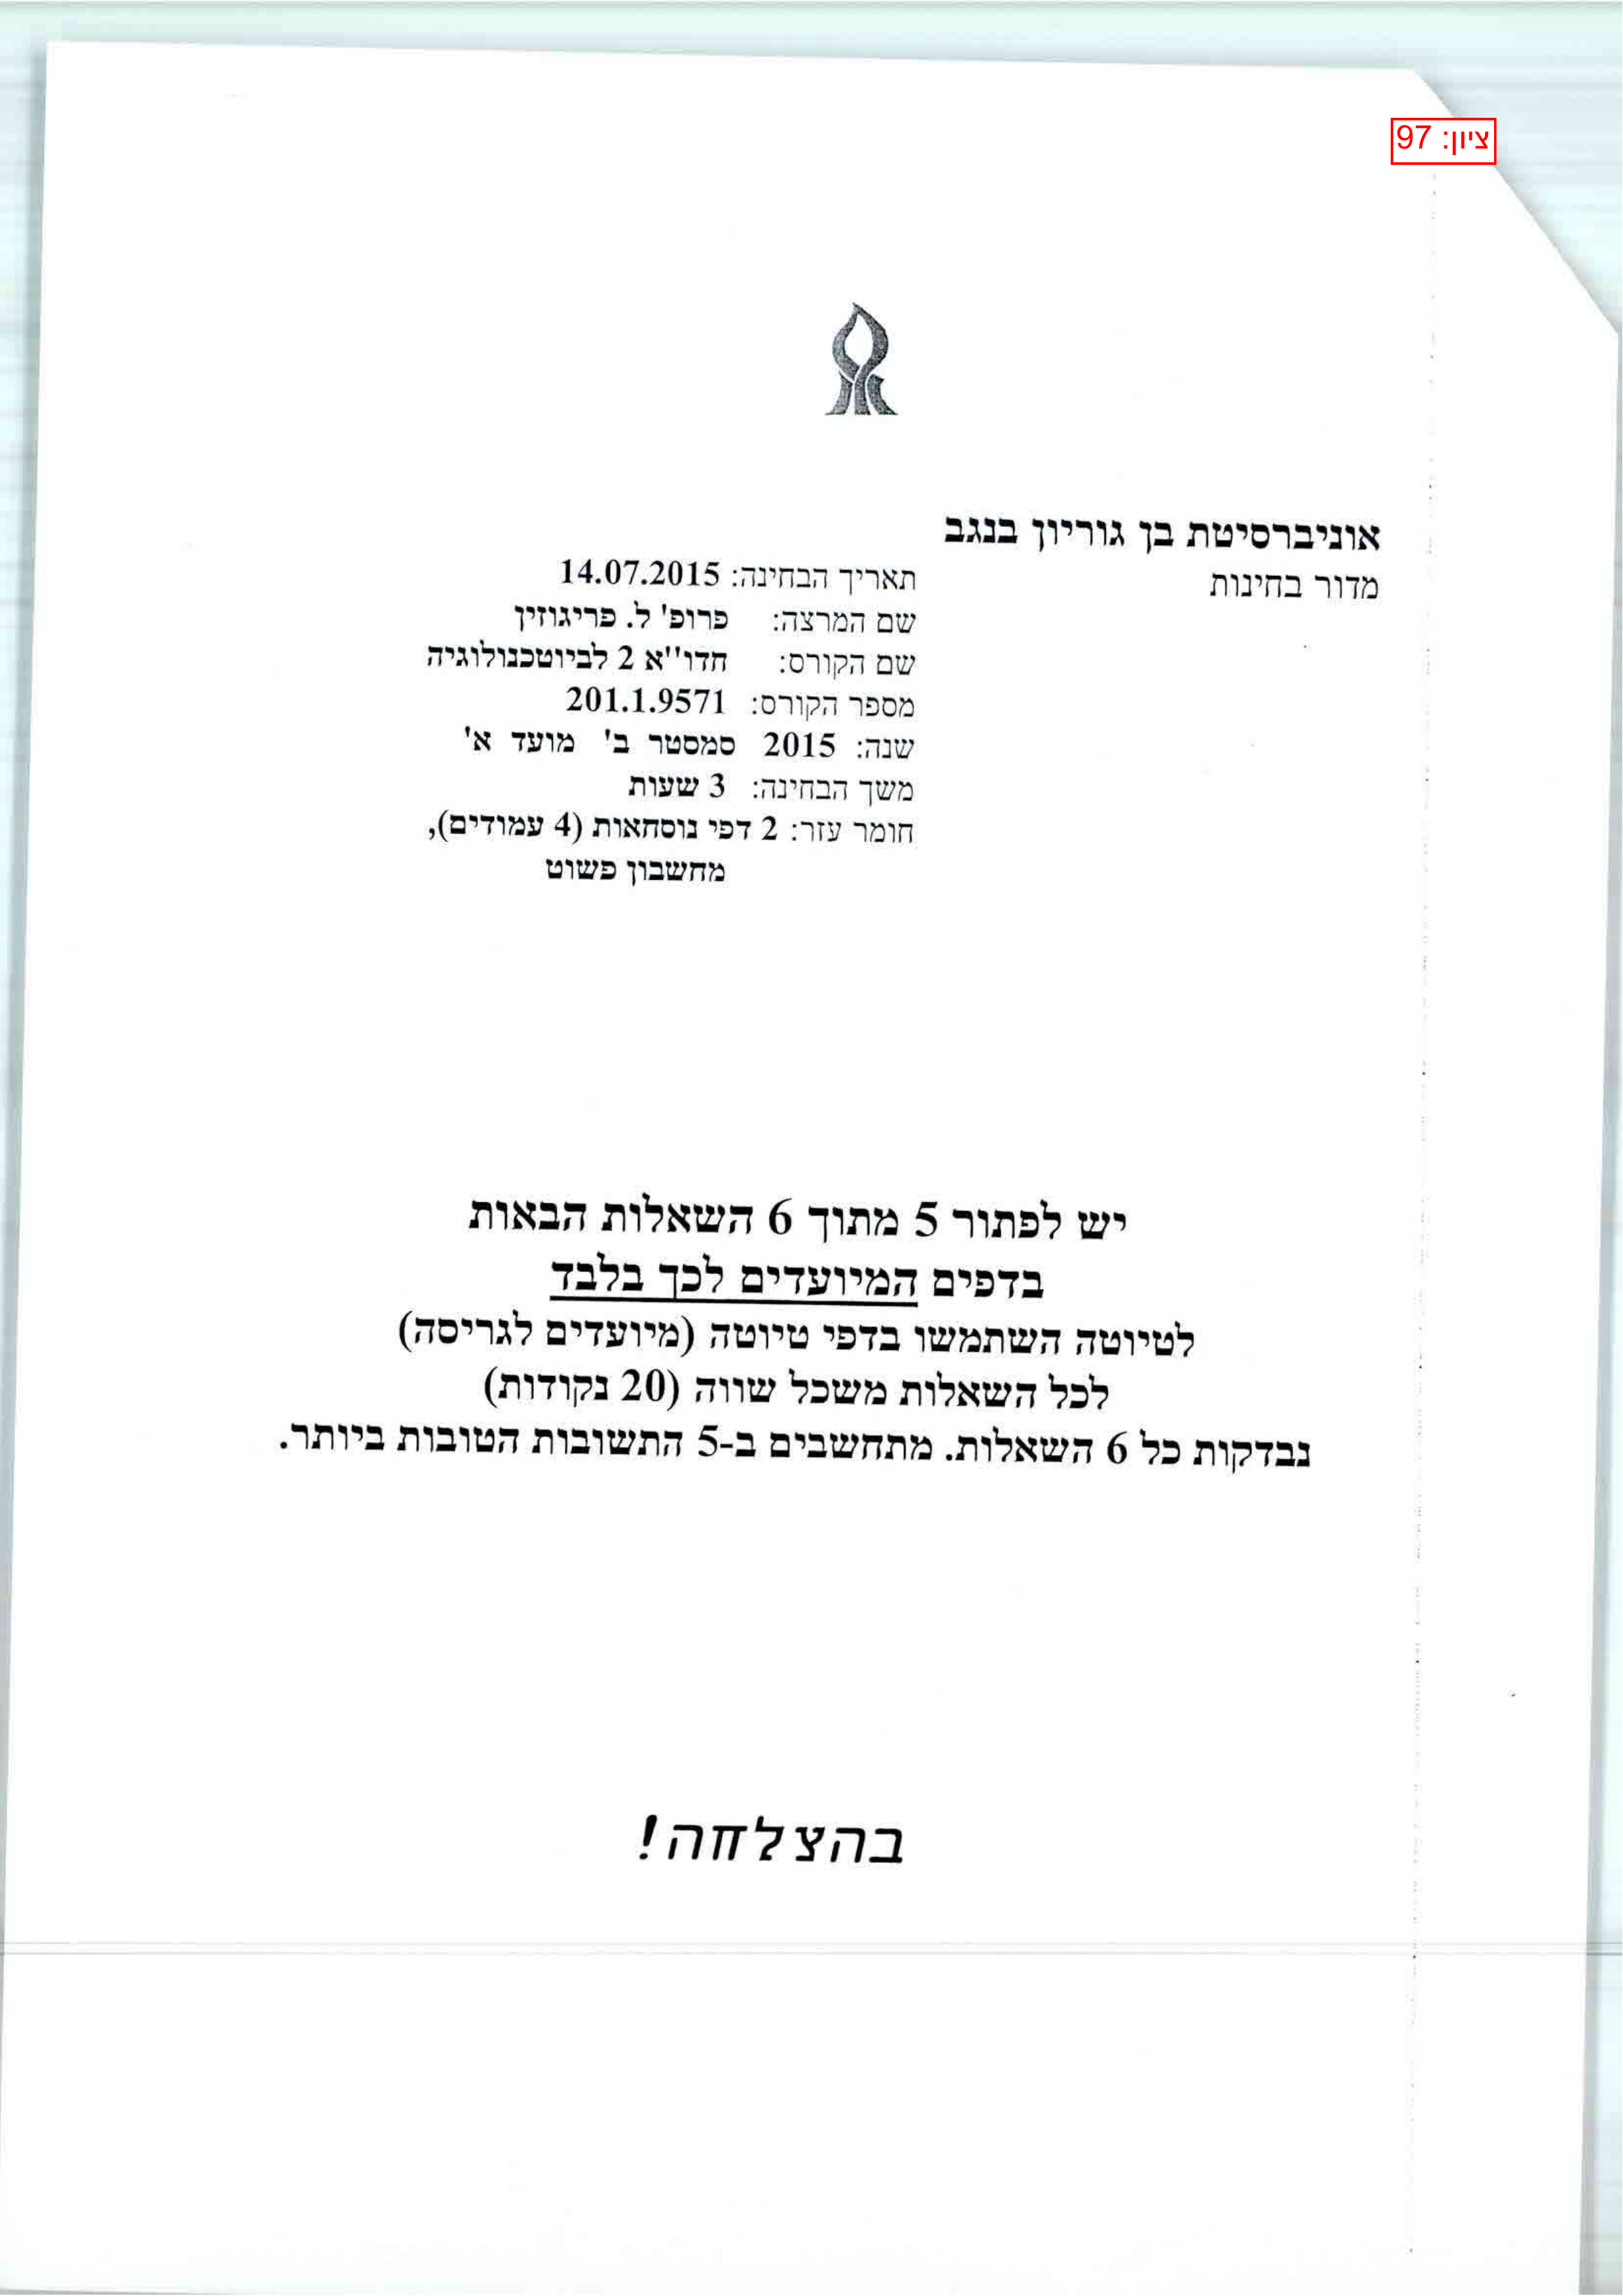 ציון: 97
אוניברסיטת בן גוריון בנגב
מדור בחינות
תאריך הבחינה: 14.07.2015
שם המרצה: פרופ' ל. פריגוזין
שם הקורס: חדו''א 2 לביוטכנולוגיה
מספר הקורס: 201.1.9571
שנה: 2015 סמסטר ב' מועד א'
משך הבחינה: 3 שעות
חומר עזר: 2 דפי נוסחאות (4 עמודים),
מחשבון פשוט
יש לפתור 5 מתוך 6 השאלות הבאות
בדפים המיועדים לכך בלבד
לטיוטה השתמשו בדפי טיוטה (מיועדים לגריסה)
לכל השאלות משכל שווה (20 נקודות)
נבדקות כל 6 השאלות. מתחשבים ב-5 התשובות הטובות ביותר.
בהצלחה!